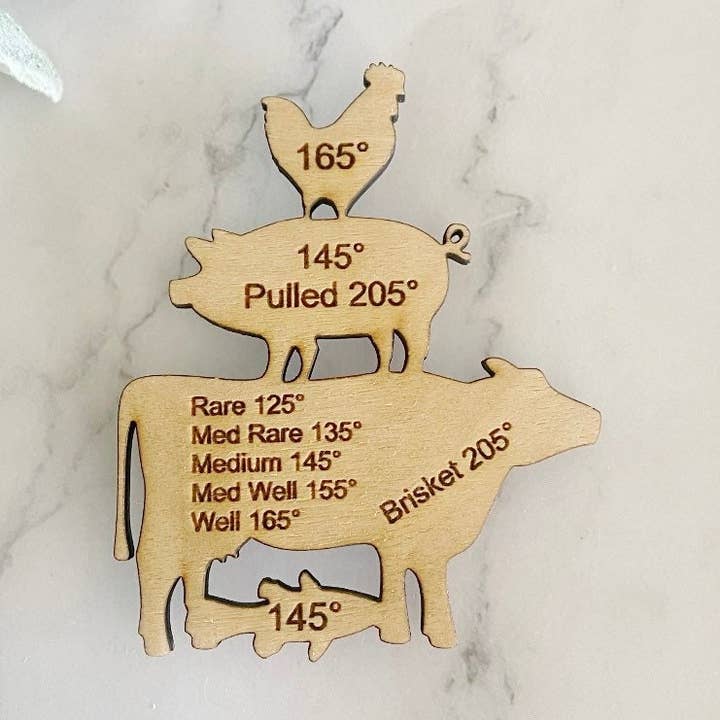 165°
145°
Pulled 205°
Rare 125°
Med Rare 135°
Medium 145°
Med Well 155°
Well 165°
Brisket 205°
145°